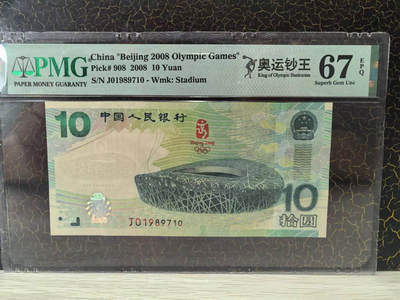 PMG
PAPER MONEY GUARANTY
China "Beijing 2008 Olympic Games"
Pick# 908 2008 10 Yuan
S/N J01989710 - Wmk: Stadium
奥运钞王
King of Olympic Banknotes
67 EPQ
Superb Gem Unc
10
中国人民银行
Beijing 2008
J01989710
10
拾圆